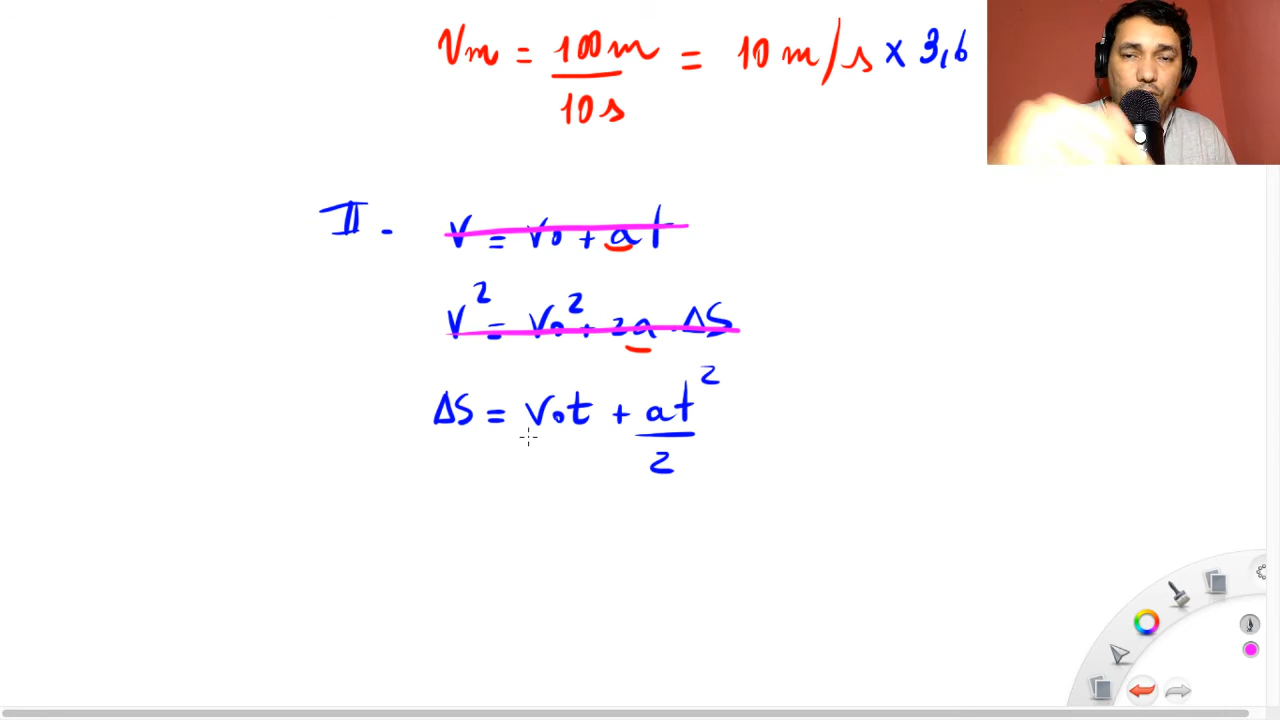 Vm = 100m/10s = 10 m/s × 3,6
II. V = V₀ + at
V² = V₀² + 2a · ΔS
ΔS = V₀t + at²/2